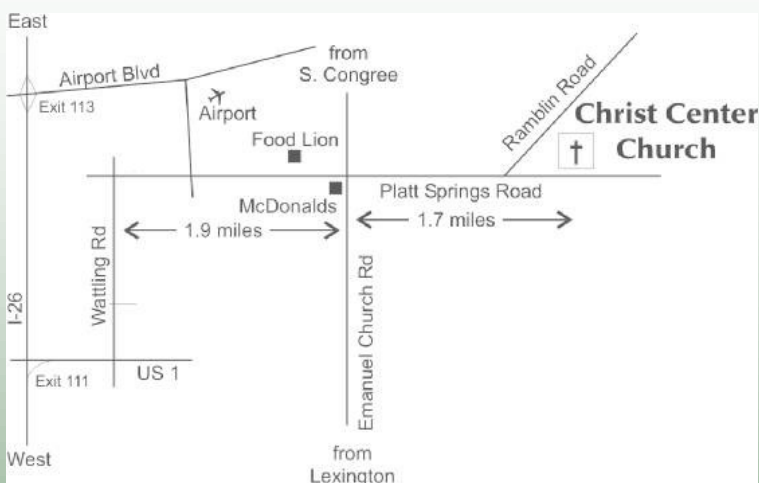 East
from
S. Congree
Airport Blvd
Exit 113
Airport
Ramblin Road
Christ Center
Church
Food Lion
Platt Springs Road
McDonalds
1.9 miles
1.7 miles
Wattling Rd
I-26
Emanuel Church Rd
Exit 111
US 1
West
from
Lexington